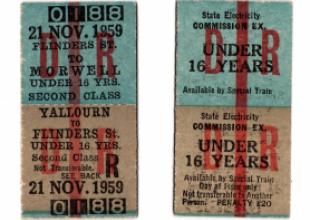 0188
21 NOV. 1959
FLINDERS ST.
TO
MORWELL
UNDER 16 YRS.
SECOND CLASS
YALLOURN
to
FLINDERS St.
UNDER 16 YRS.
Second Class
Not Transferable.
SEE BACK
R
21 NOV. 1959
0188
State Electricity
COMMISSION EX.
D R
UNDER
16 YEARS
Available by Special Train
State Electricity
COMMISSION EX.
UNDER
16 YEARS
D R
Available by Special Train
Day of issue only
Not transferable to Another
Person. PENALTY £20